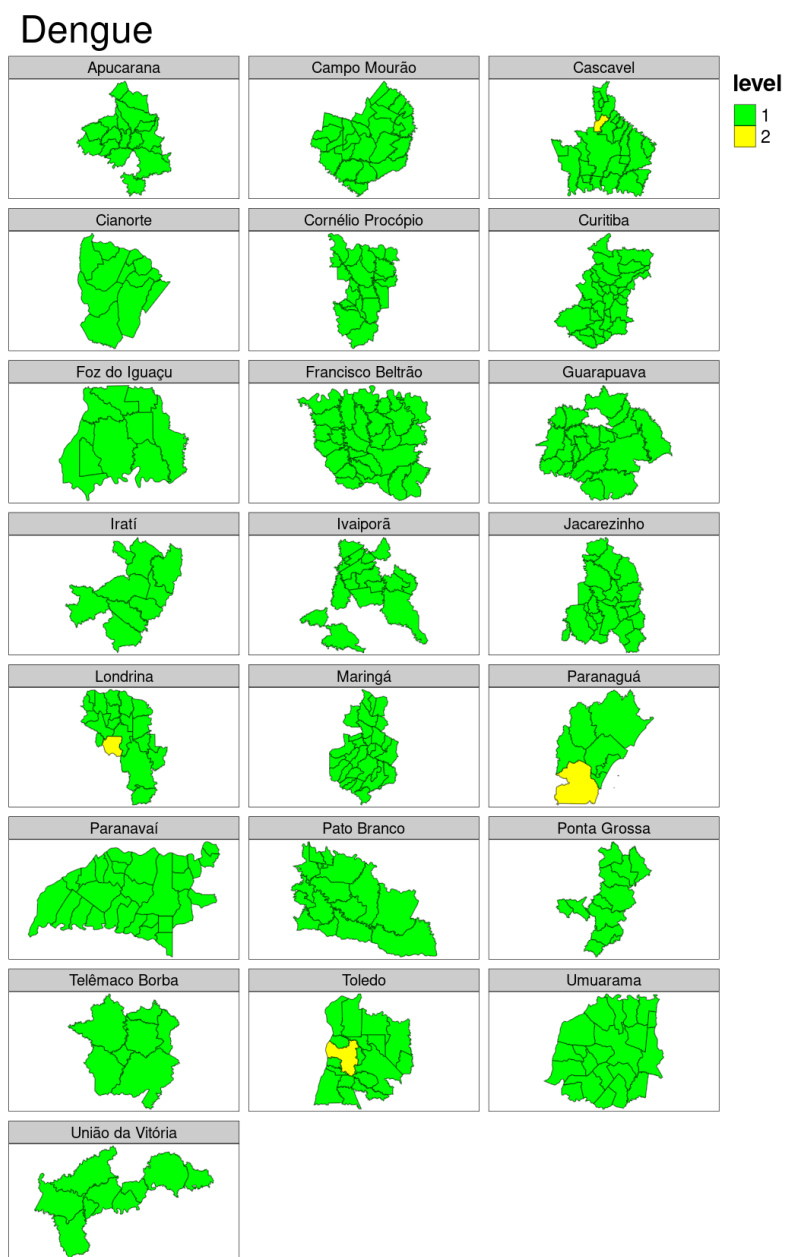 Dengue
Apucarana
Campo Mourão
Cascavel
level
1
2
Cianorte
Cornélio Procópio
Curitiba
Foz do Iguaçu
Francisco Beltrão
Guarapuava
Iratí
Ivaiporã
Jacarezinho
Londrina
Maringá
Paranaguá
Paranavaí
Pato Branco
Ponta Grossa
Telêmaco Borba
Toledo
Umuarama
União da Vitória